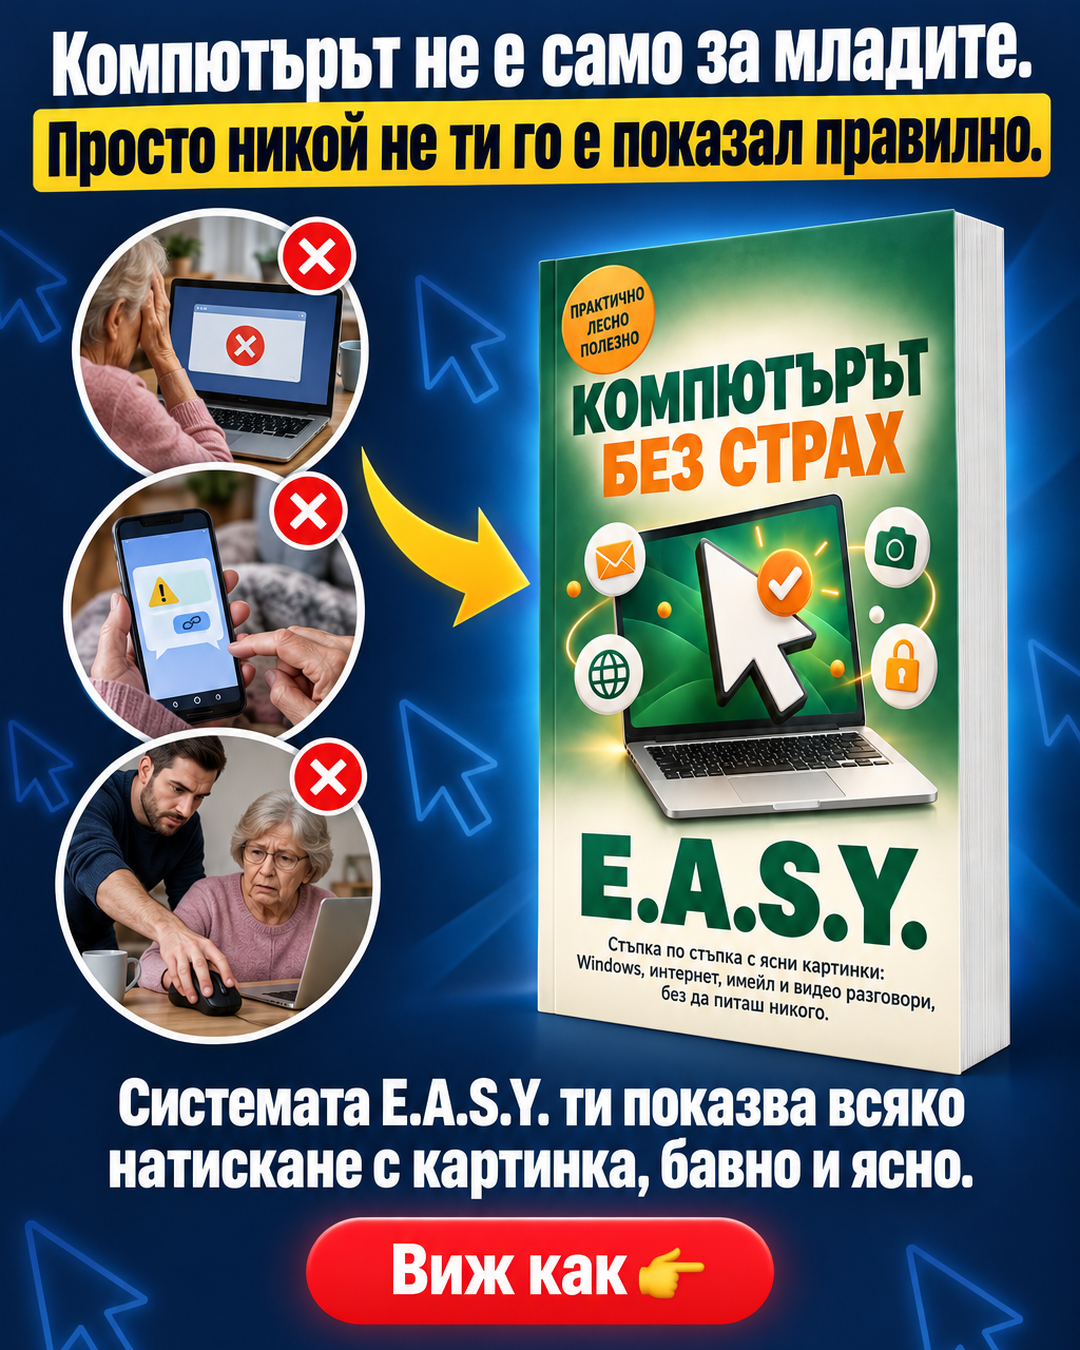 Компютърът не е само за младите.
Просто никой не ти го е показал правилно.
ПРАКТИЧНО
ЛЕСНО
ПОЛЕЗНО
КОМПЮТЪРЪТ
БЕЗ СТРАХ
E.A.S.Y.
Стъпка по стъпка с ясни картинки:
Windows, интернет, имейл и видео разговори,
без да питаш никого.
Системата E.A.S.Y. ти показва всяко
натискане с картинка, бавно и ясно.
Виж как